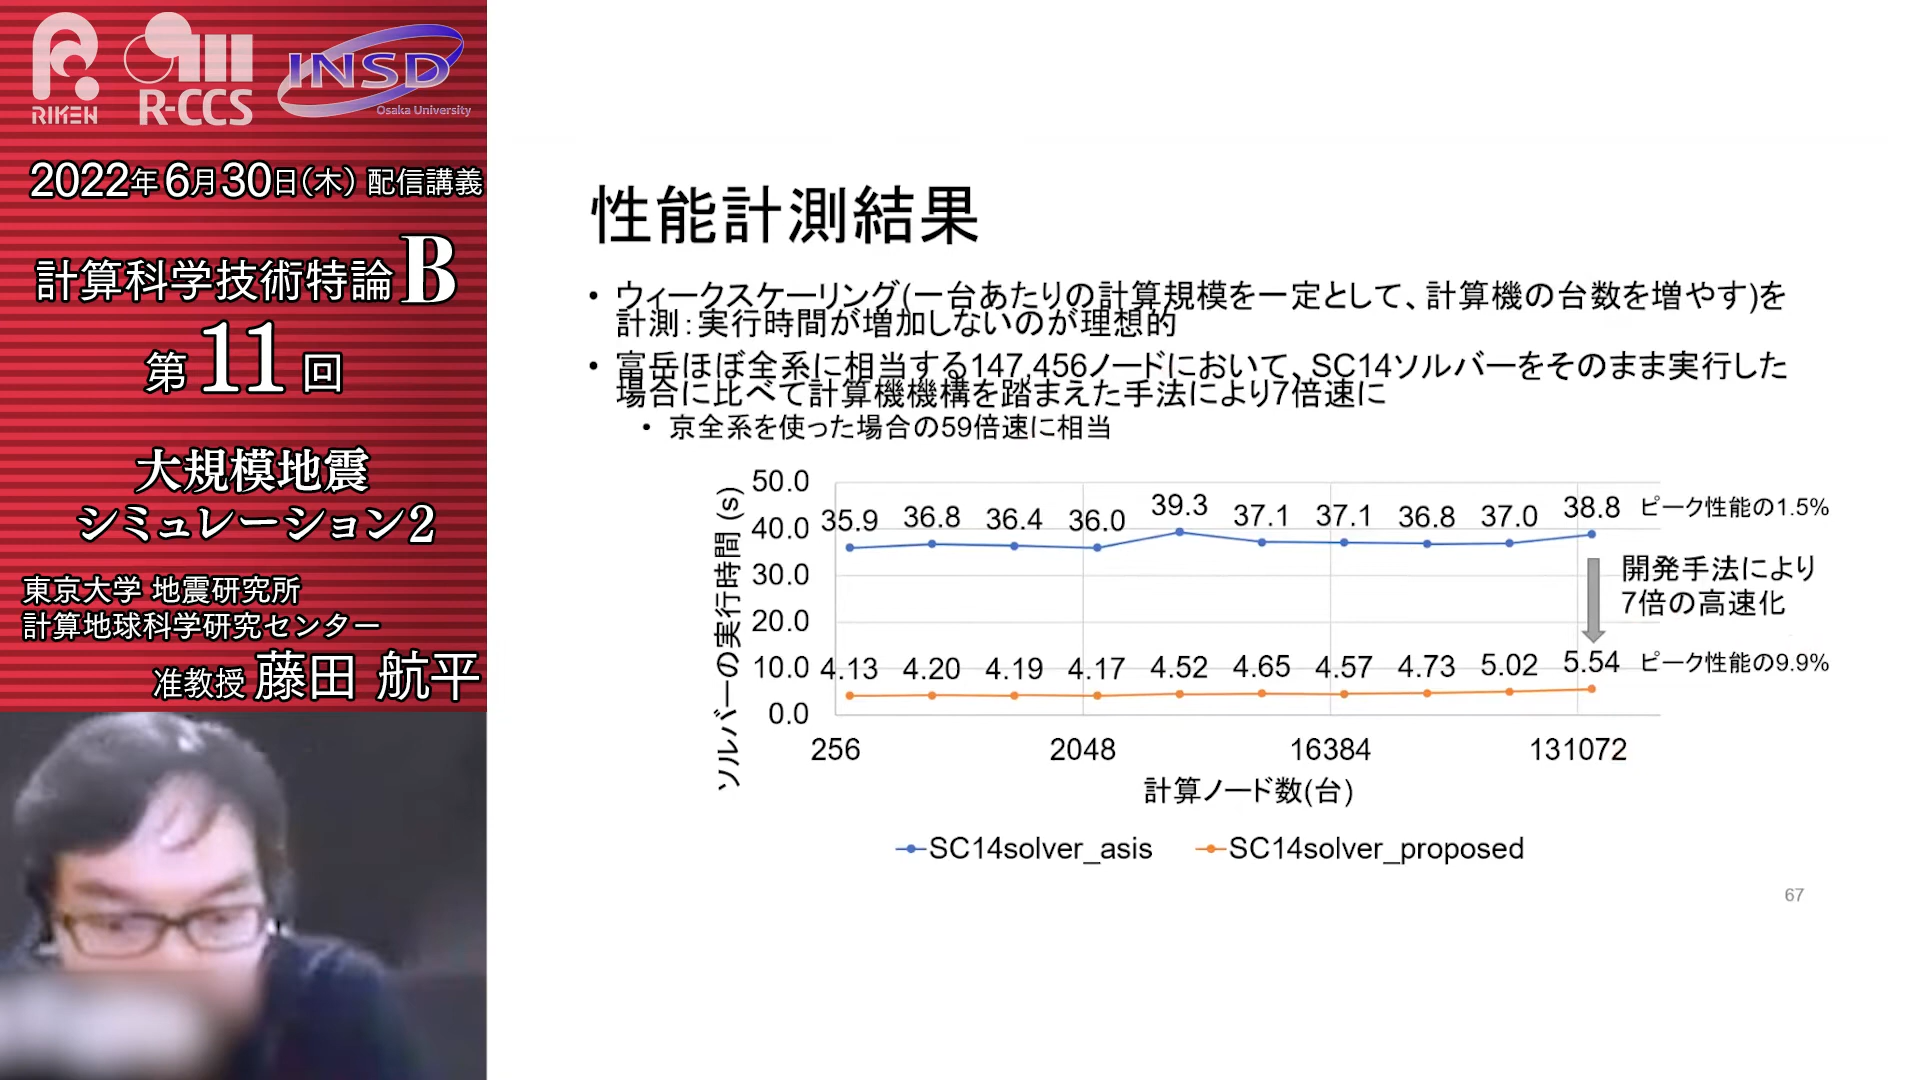 RIKEN
R-CCS
INSD
Osaka University
2022年6月30日(木) 配信講義
計算科学技術特論B
第11回
大規模地震
シミュレーション2
東京大学 地震研究所
計算地球科学研究センター
准教授 藤田 航平
性能計測結果
• ウィークスケーリング(一台あたりの計算規模を一定として、計算機の台数を増やす)を
計測:実行時間が増加しないのが理想的
• 富岳ほぼ全系に相当する147,456ノードにおいて、SC14ソルバーをそのまま実行した
場合に比べて計算機機構を踏まえた手法により7倍速に
• 京全系を使った場合の59倍速に相当
ソルバーの実行時間 (s)
50.0
40.0
30.0
20.0
10.0
0.0
35.9 36.8 36.4 36.0 39.3 37.1 37.1 36.8 37.0 38.8 ピーク性能の1.5%
開発手法により
7倍の高速化
4.13 4.20 4.19 4.17 4.52 4.65 4.57 4.73 5.02 5.54 ピーク性能の9.9%
256 2048 16384 131072
計算ノード数(台)
SC14solver_asis SC14solver_proposed
67